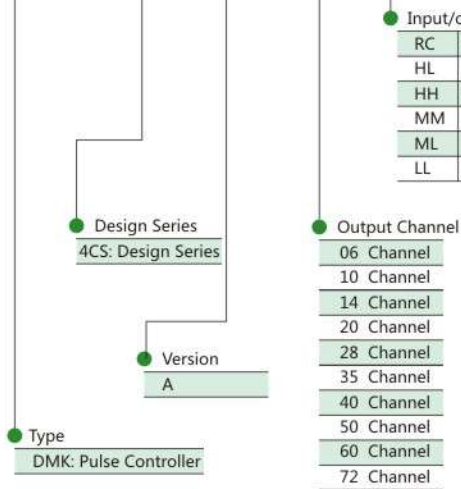 Input/
RC
HL
HH
MM
ML
LL
Design Series
4CS: Design Series
Output Channel
06 Channel
10 Channel
14 Channel
20 Channel
28 Channel
35 Channel
40 Channel
50 Channel
60 Channel
72 Channel
Version
A
Type
DMK: Pulse Controller